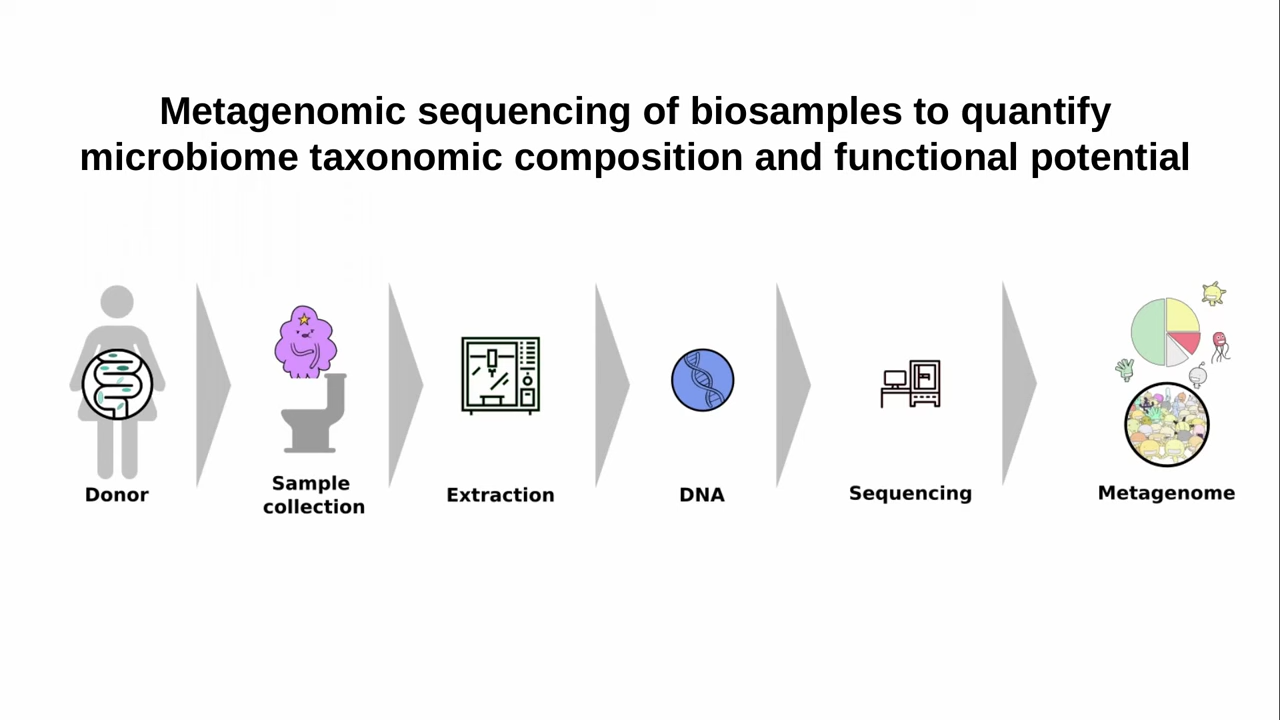 Metagenomic sequencing of biosamples to quantify
microbiome taxonomic composition and functional potential
Donor
Sample
collection
Extraction
DNA
Sequencing
Metagenome